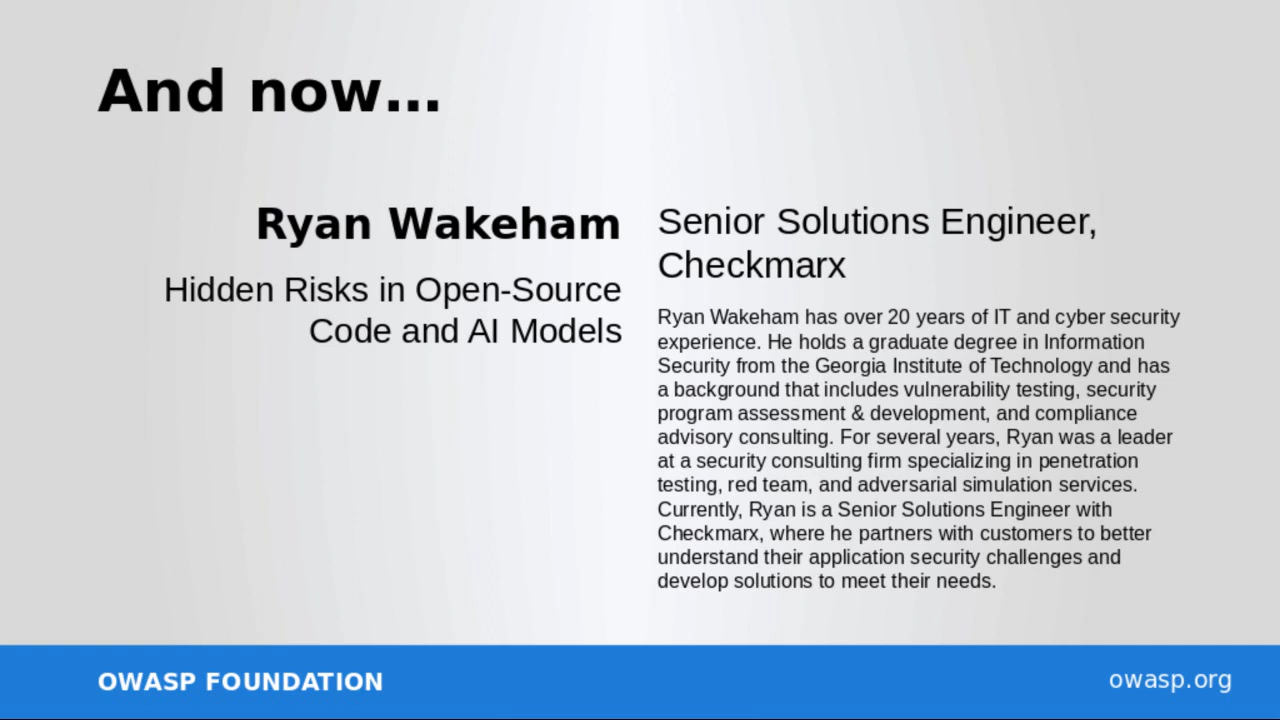 And now...
Ryan Wakeham
Hidden Risks in Open-Source
Code and AI Models
Senior Solutions Engineer,
Checkmarx
Ryan Wakeham has over 20 years of IT and cyber security
experience. He holds a graduate degree in Information
Security from the Georgia Institute of Technology and has
a background that includes vulnerability testing, security
program assessment & development, and compliance
advisory consulting. For several years, Ryan was a leader
at a security consulting firm specializing in penetration
testing, red team, and adversarial simulation services.
Currently, Ryan is a Senior Solutions Engineer with
Checkmarx, where he partners with customers to better
understand their application security challenges and
develop solutions to meet their needs.
OWASP FOUNDATION
owasp.org